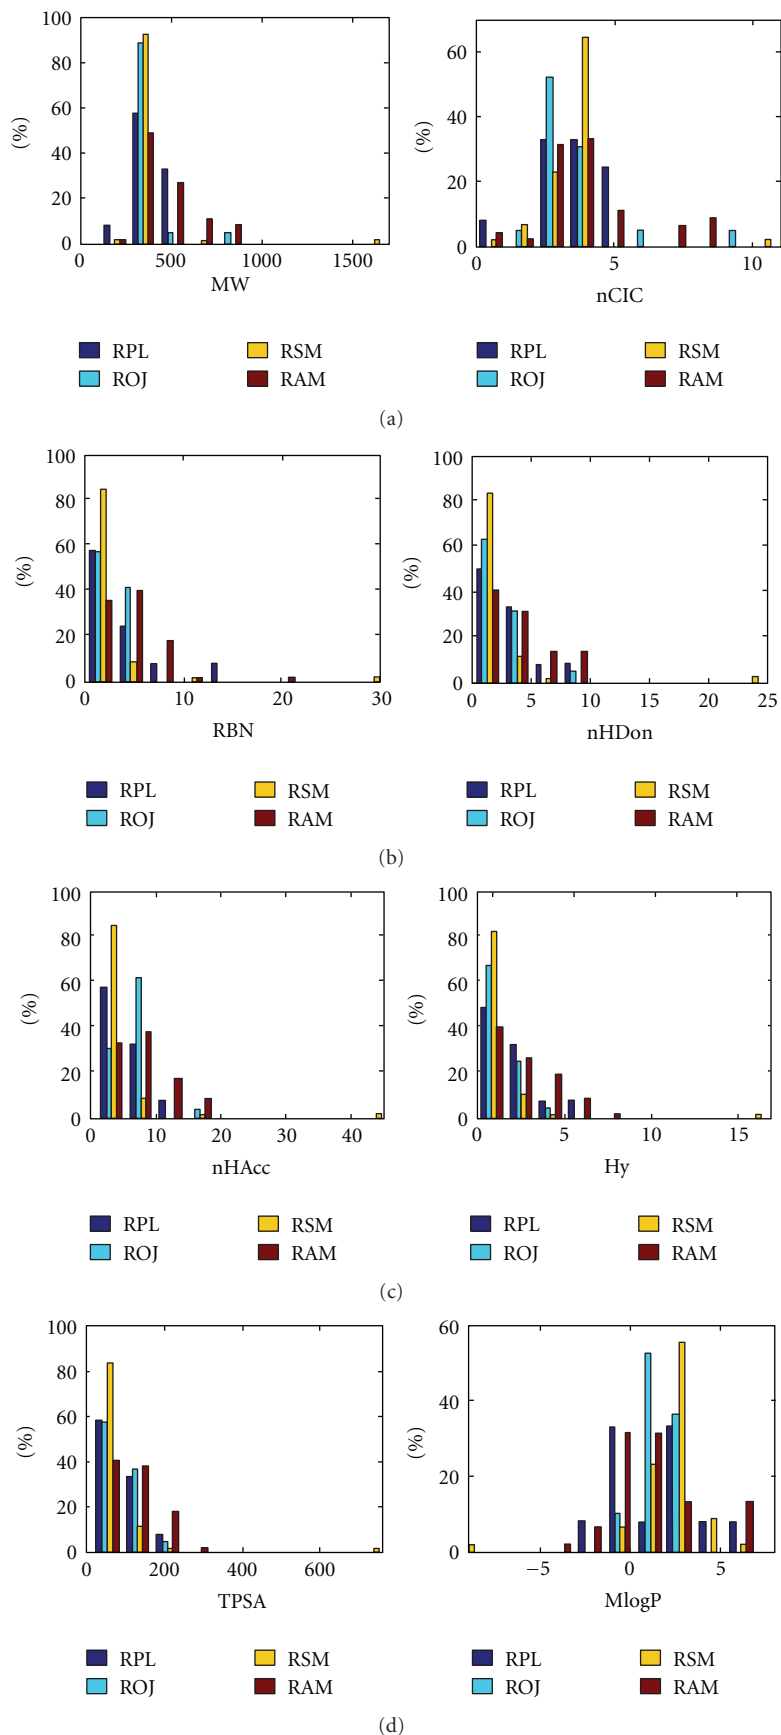 100
80
60
40
20
0
(%)
0 500 1000 1500
MW
60
40
20
0
(%)
0 5 10
nCIC
RPL RSM
ROJ RAM
RPL RSM
ROJ RAM
(a)
100
80
60
40
20
0
(%)
0 10 20 30
RBN
100
80
60
40
20
0
(%)
0 5 10 15 20 25
nHDon
RPL RSM
ROJ RAM
RPL RSM
ROJ RAM
(b)
100
80
60
40
20
0
(%)
0 10 20 30 40
nHAcc
100
80
60
40
20
0
(%)
0 5 10 15
Hy
RPL RSM
ROJ RAM
RPL RSM
ROJ RAM
(c)
100
80
60
40
20
0
(%)
0 200 400 600
TPSA
60
40
20
0
(%)
−5 0 5
MlogP
RPL RSM
ROJ RAM
RPL RSM
ROJ RAM
(d)